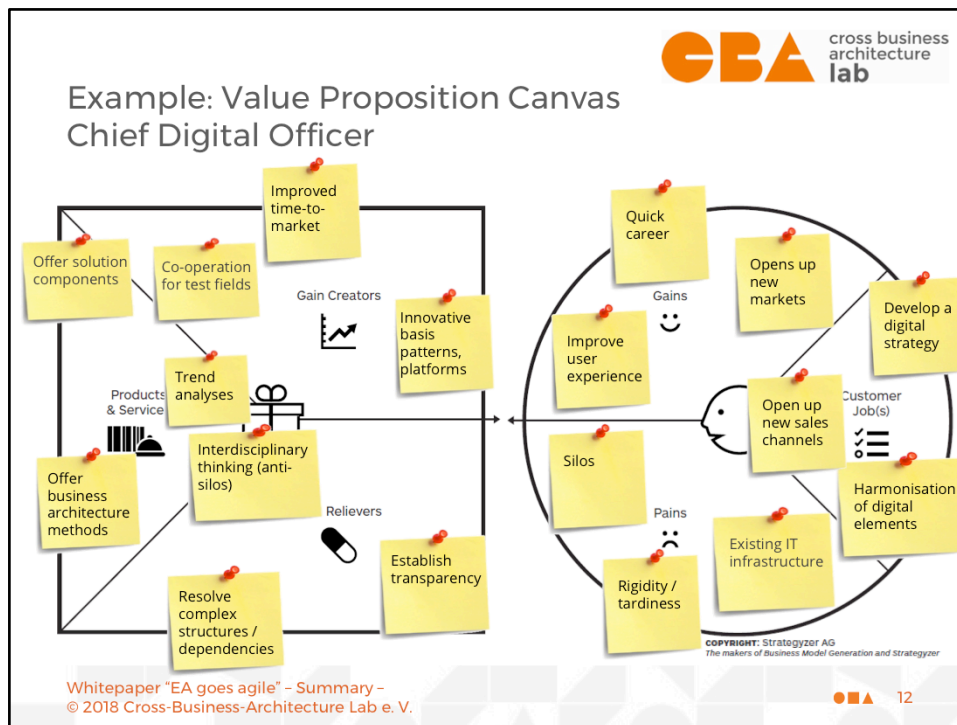 CBA
cross business
architecture
lab
Example: Value Proposition Canvas
Chief Digital Officer
Improved
time-to-
market
Offer solution
components
Co-operation
for test fields
Gain Creators
Innovative
basis
patterns,
platforms
Trend
analyses
Products
& Service
Interdisciplinary
thinking (anti-
silos)
Offer
business
architecture
methods
Relievers
Establish
transparency
Resolve
complex
structures /
dependencies
Quick
career
Gains
Opens up
new
markets
Develop a
digital
strategy
Improve
user
experience
Open up
new sales
channels
Customer
Job(s)
Silos
Harmonisation
of digital
elements
Pains
Existing IT
infrastructure
Rigidity /
tardiness
COPYRIGHT: Strategyzer AG
The makers of Business Model Generation and Strategyzer
Whitepaper “EA goes agile” – Summary –
© 2018 Cross-Business-Architecture Lab e. V.
CBA
12